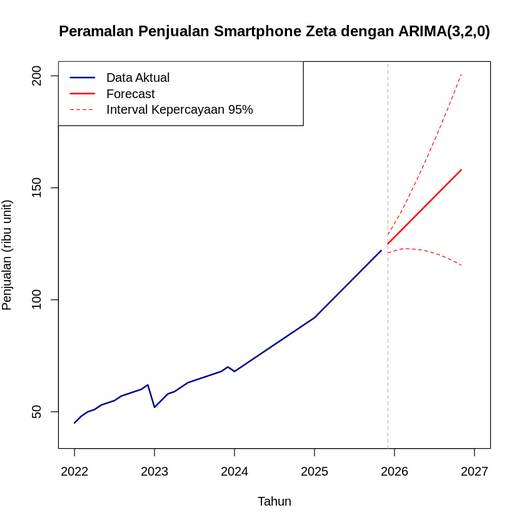 Peramalan Penjualan Smartphone Zeta dengan ARIMA(3,2,0)
Data Aktual
Forecast
Interval Kepercayaan 95%
Penjualan (ribu unit)
200
150
100
50
2022 2023 2024 2025 2026 2027
Tahun